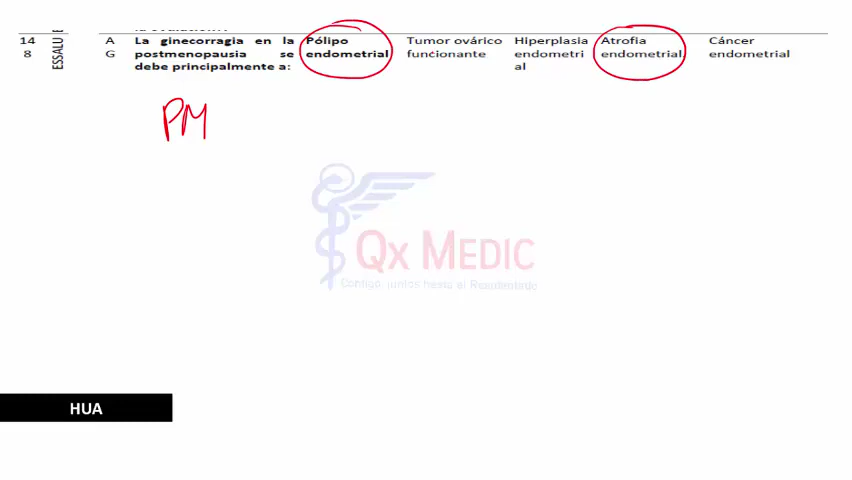 14 A La ginecorragia en la Pólipo Tumor ovárico Hiperplasia Atrofia Cáncer
8 ESSALU E G postmenopausia se endometrial funcionante endometri endometrial endometrial
debe principalmente a: al
PM
QX MEDIC
Contigo, juntos hasta el Residentado
HUA